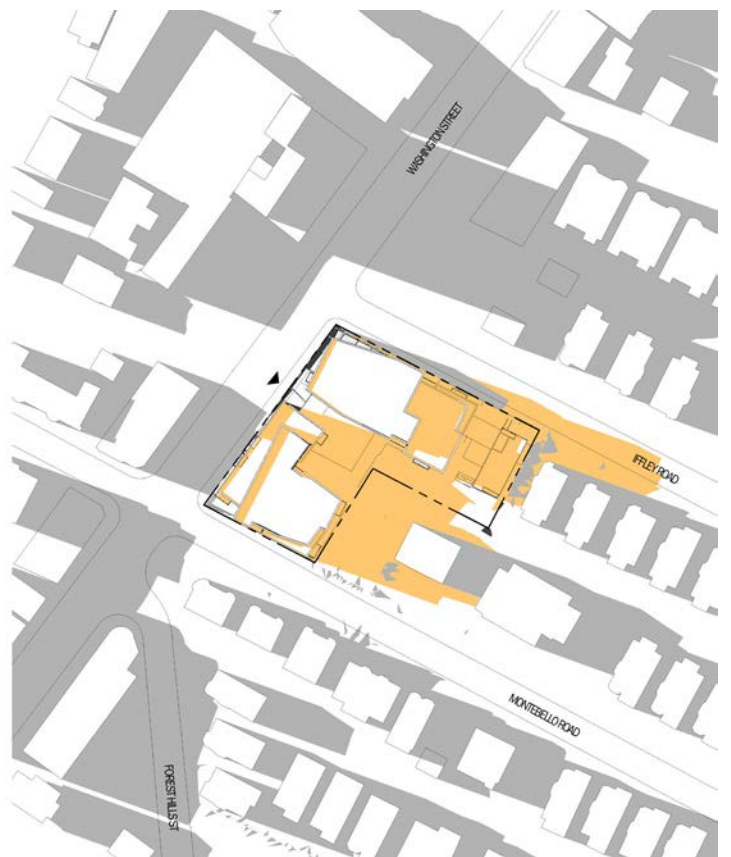 WASHINGTON STREET
IFFLEY ROAD
MONTEBELLO ROAD
FOREST HILLS ST